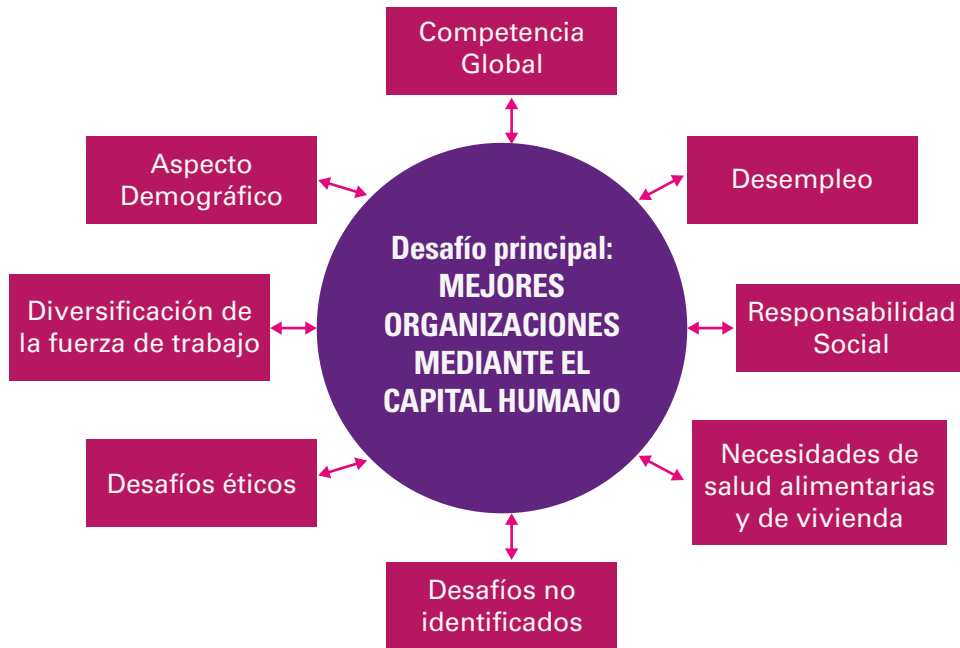 Competencia
Global
Aspecto
Demográfico
Desempleo
Desafío principal:
MEJORES
ORGANIZACIONES
MEDIANTE EL
CAPITAL HUMANO
Diversificación de
la fuerza de trabajo
Responsabilidad
Social
Desafíos éticos
Necesidades de
salud alimentarias
y de vivienda
Desafíos no
identificados